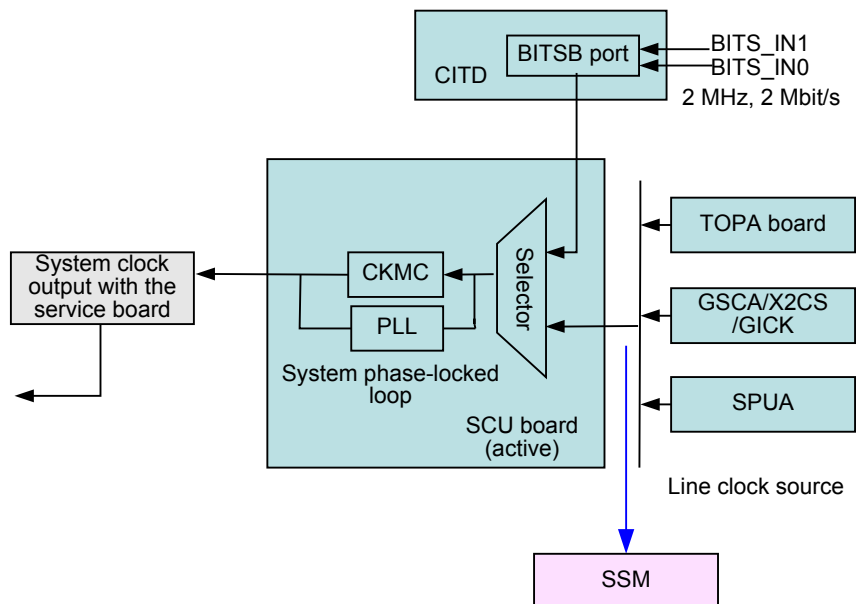 BITSB port
CITD
BITS_IN1
BITS_IN0
2 MHz, 2 Mbit/s
TOPA board
System clock
output with the
service board
CKMC
Selector
GSCA/X2CS
/GICK
PLL
System phase-locked
loop
SPUA
SCU board
(active)
Line clock source
SSM